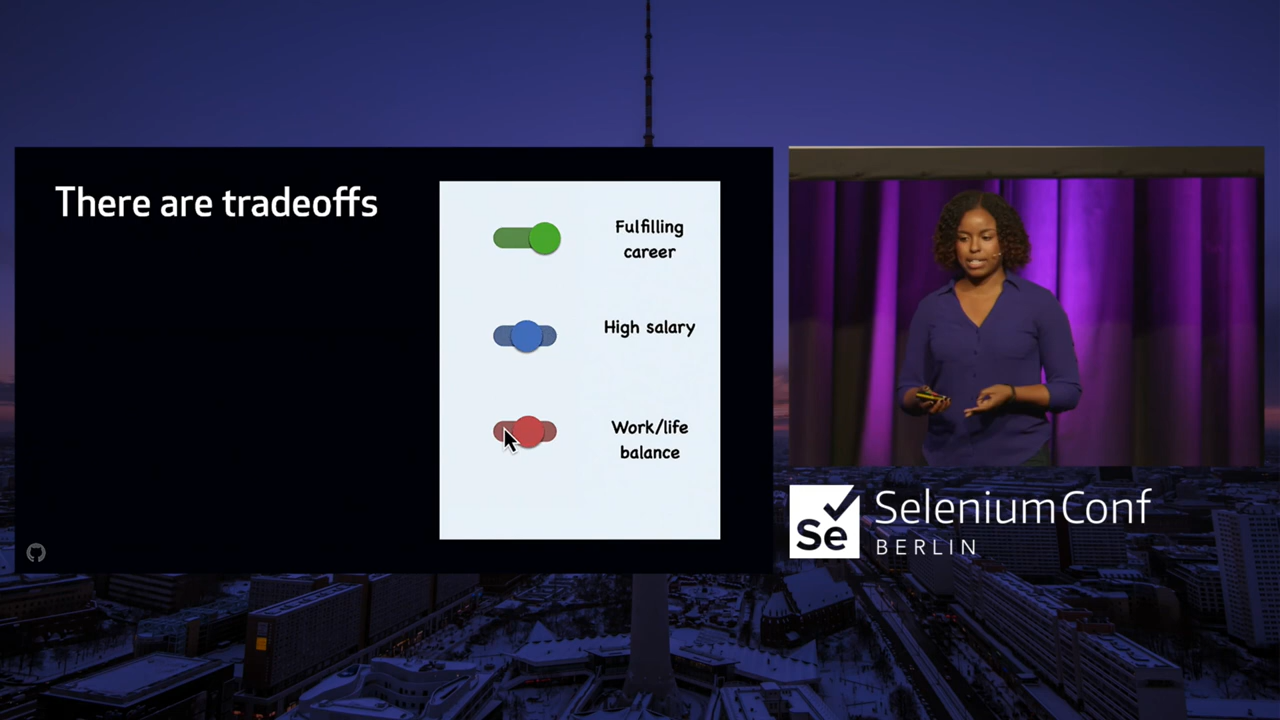 There are tradeoffs
Fulfilling
career
High salary
Work/life
balance
Se
SeleniumConf
BERLIN